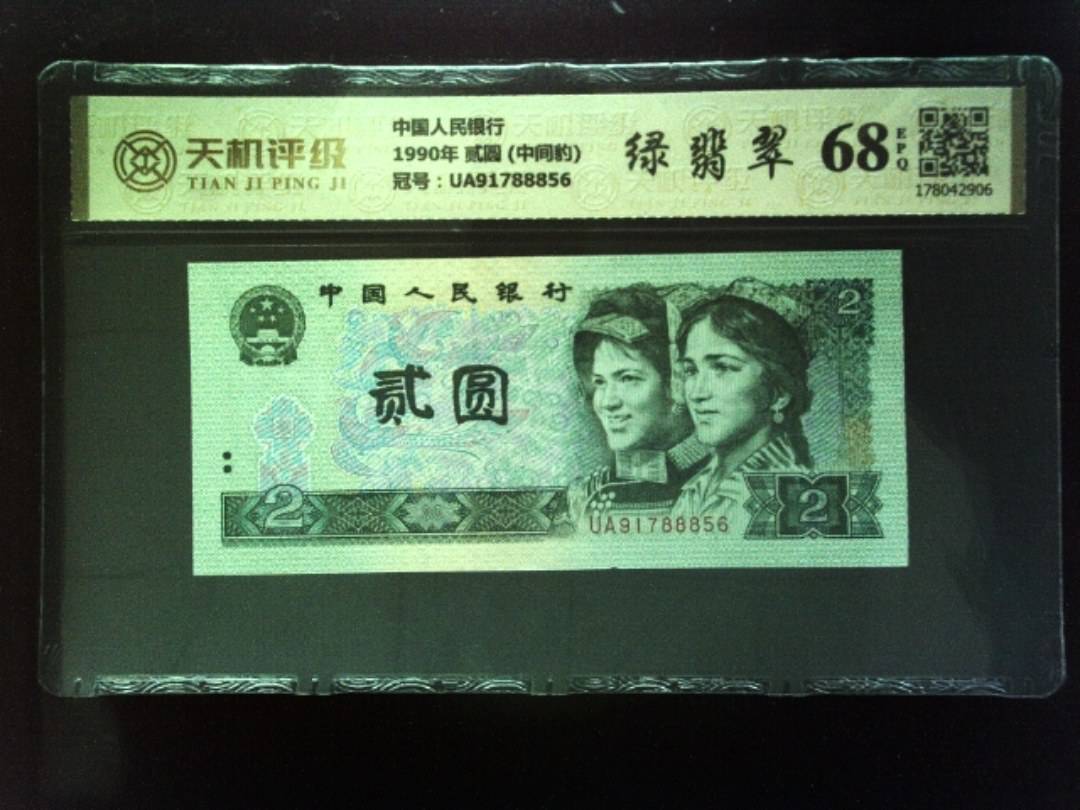 天机评级
TIAN JI PING JI
中国人民银行
1990年 贰圆 (中间豹)
冠号：UA91788856
绿翡翠
68
EPQ
178042906
中国人民银行
2
贰圆
2
UA91788856
2